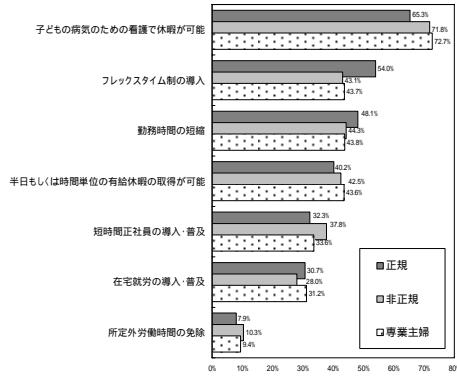 子どもの病気のための看護で休暇が可能
65.3%
71.8%
72.7%
フレックスタイム制の導入
54.0%
43.1%
43.7%
勤務時間の短縮
48.1%
44.3%
43.8%
半日もしくは時間単位の有給休暇の取得が可能
40.2%
42.5%
43.6%
短時間正社員の導入・普及
32.3%
37.8%
33.6%
在宅就労の導入・普及
30.7%
28.0%
31.2%
所定外労働時間の免除
7.9%
10.3%
9.4%
正規
非正規
専業主婦
0% 10% 20% 30% 40% 50% 60% 70% 80%